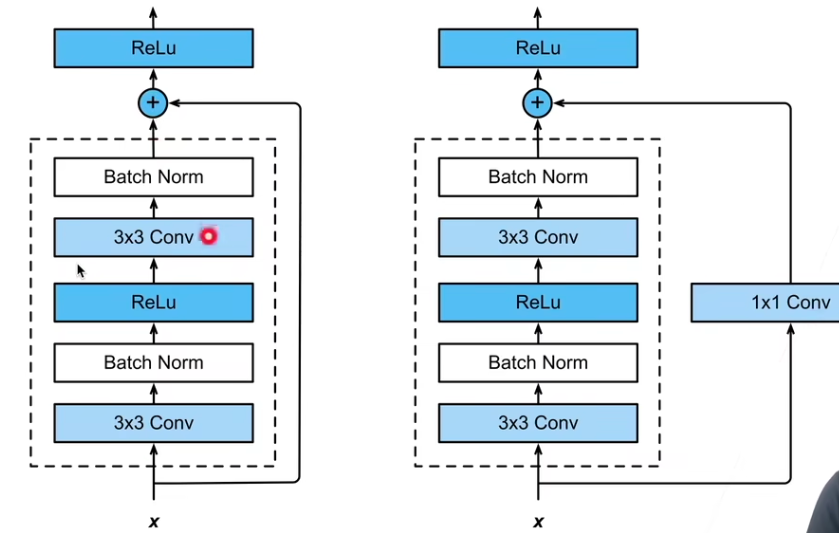 ReLu
+
Batch Norm
3x3 Conv
ReLu
Batch Norm
3x3 Conv
x
ReLu
+
Batch Norm
3x3 Conv
ReLu
Batch Norm
3x3 Conv
x
1x1 Conv